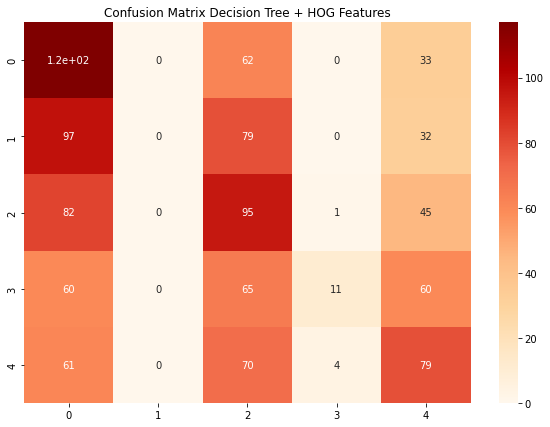 Confusion Matrix Decision Tree + HOG Features
0 1.2e+02 0 62 0 33
1 97 0 79 0 32
2 82 0 95 1 45
3 60 0 65 11 60
4 61 0 70 4 79
0 1 2 3 4
100
80
60
40
20
0